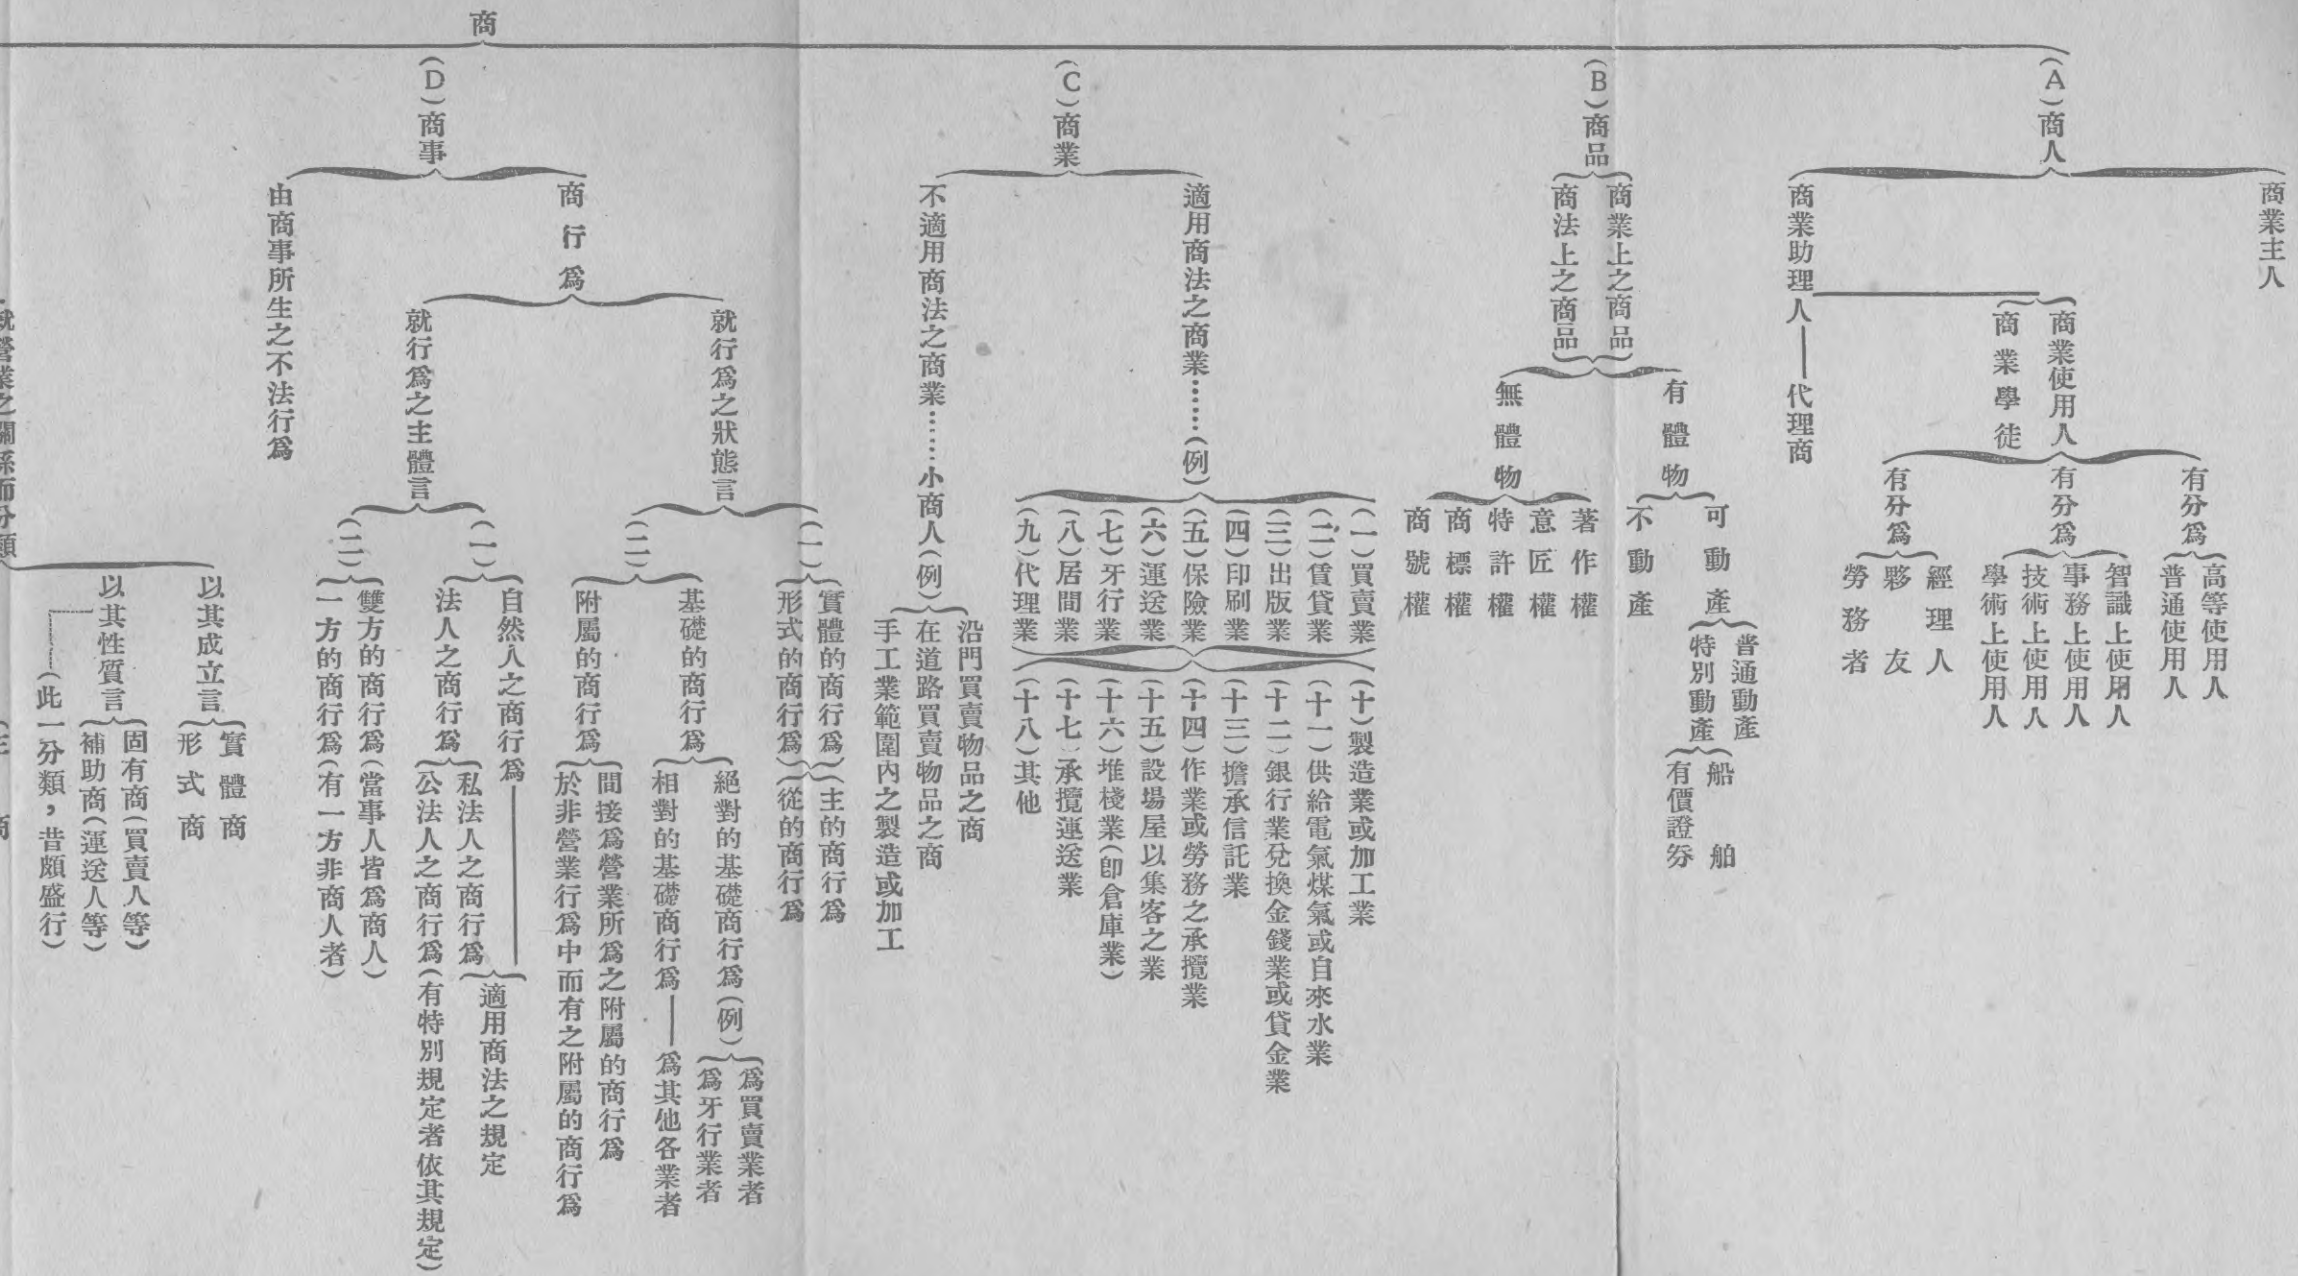 商
（A）商人
商業主人
商業助理人——代理商
商業使用人
商業學徒
有分爲
高等使用人
普通使用人
有分爲
智識上使用人
事務上使用人
技術上使用人
學術上使用人
有分爲
經理人
夥友
勞務者
（B）商品
商業上之商品
商法上之商品
有體物
可動產
普通動產
特別動產
船舶
有價證券
不動產
無體物
著作權
意匠權
特許權
商標權
商號權
（C）商業
適用商法之商業……（例）
（一）買賣業
（二）賃貸業
（三）出版業
（四）印刷業
（五）保險業
（六）運送業
（七）牙行業
（八）居間業
（九）代理業
（十）製造業或加工業
（十一）供給電氣煤氣或自來水業
（十二）銀行業兌換金錢業或貸金業
（十三）擔承信託業
（十四）作業或勞務之承攬業
（十五）設場屋以集客之業
（十六）堆棧業（卽倉庫業）
（十七）承攬運送業
（十八）其他
不適用商法之商業……小商人（例）
沿門買賣物品之商
在道路買賣物品之商
手工業範圍內之製造或加工
（D）商事
商行爲
就行爲之狀態言
（一）
實體的商行爲
形式的商行爲
主的商行爲
從的商行爲
（二）
基礎的商行爲
絕對的基礎商行爲（例）
爲買賣業者
爲牙行業者
相對的基礎商行爲——爲其他各業者
附屬的商行爲
間接爲營業所爲之附屬的商行爲
於非營業行爲中而有之附屬的商行爲
就行爲之主體言
（一）
自然人之商行爲
法人之商行爲
私法人之商行爲
適用商法之規定
公法人之商行爲（有特別規定者依其規定）
（二）
雙方的商行爲（當事人皆爲商人）
一方的商行爲（有一方非商人者）
由商事所生之不法行爲
就營業之關係而分類
以其成立言
實體商
形式商
以其性質言
固有商（買賣人等）
補助商（運送人等）
（此一分類，昔頗盛行）